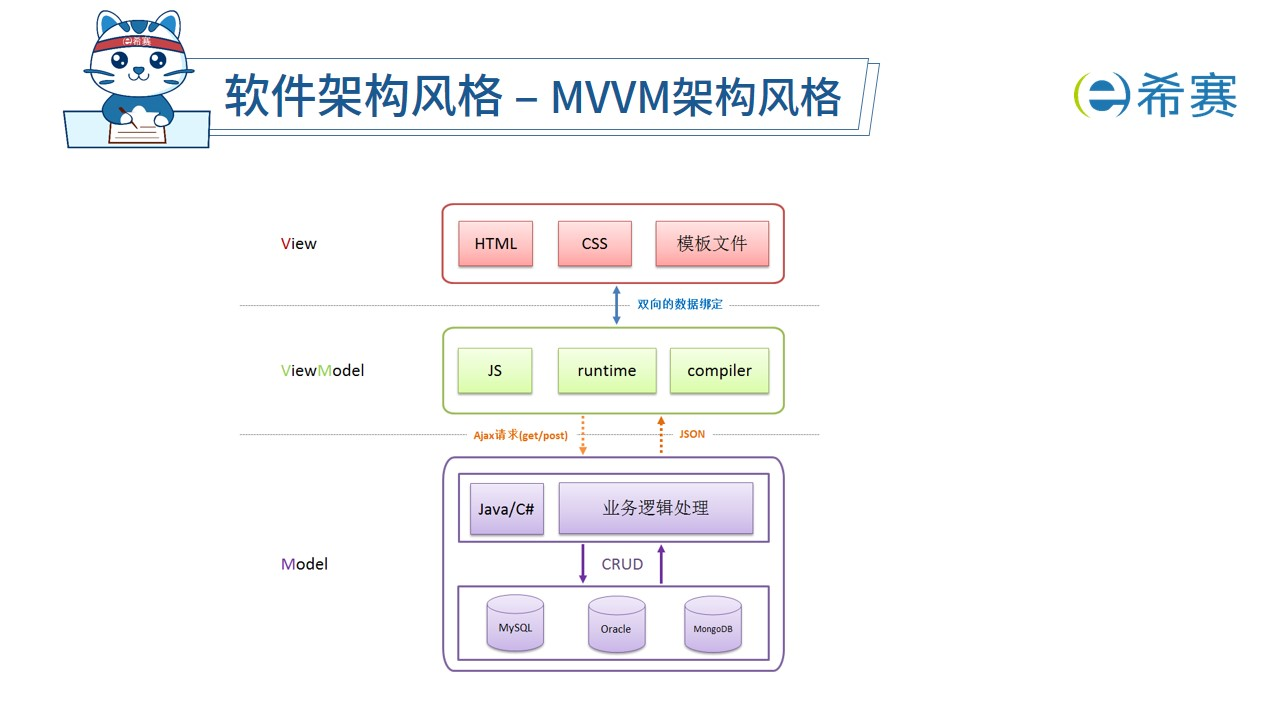 希赛
软件架构风格 – MVVM架构风格
希赛
View
HTML
CSS
模板文件
双向的数据绑定
ViewModel
JS
runtime
compiler
Ajax请求(get/post)
JSON
Model
Java/C#
业务逻辑处理
CRUD
MySQL
Oracle
MongoDB